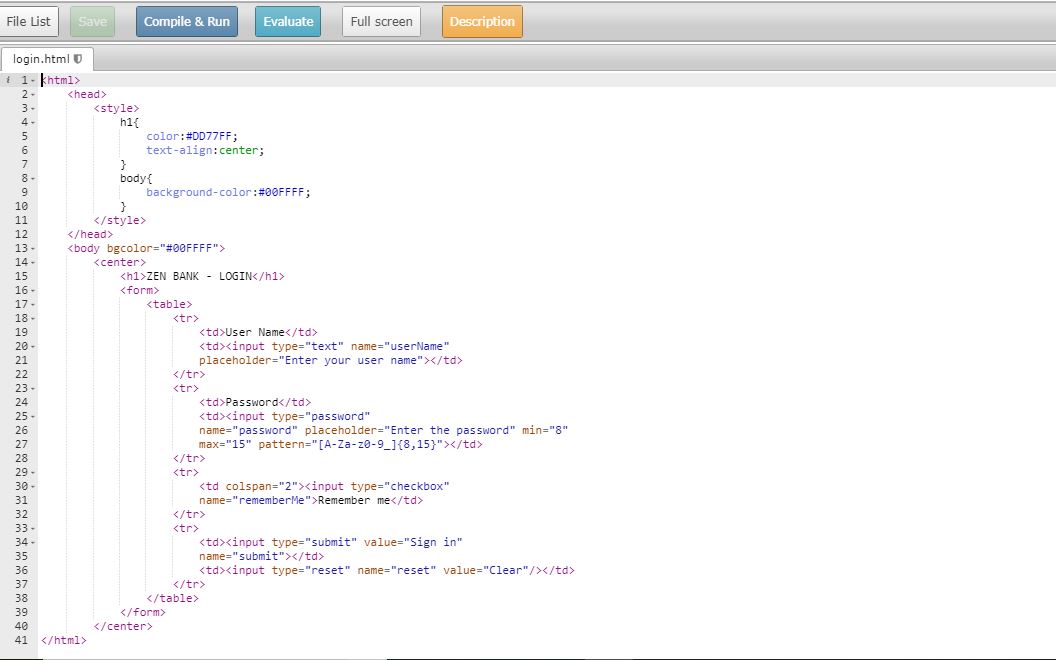 File List Save Compile & Run Evaluate Full screen Description
login.html
i 1 <html>
2 <head>
3 <style>
4 h1{
5 color:#DD77FF;
6 text-align:center;
7 }
8 body{
9 background-color:#00FFFF;
10 }
11 </style>
12 </head>
13 <body bgcolor="#00FFFF">
14 <center>
15 <h1>ZEN BANK - LOGIN</h1>
16 <form>
17 <table>
18 <tr>
19 <td>User Name</td>
20 <td><input type="text" name="userName"
21 placeholder="Enter your user name"></td>
22 </tr>
23 <tr>
24 <td>Password</td>
25 <td><input type="password"
26 name="password" placeholder="Enter the password" min="8"
27 max="15" pattern="[A-Za-z0-9_]{8,15}"></td>
28 </tr>
29 <tr>
30 <td colspan="2"><input type="checkbox"
31 name="rememberMe">Remember me</td>
32 </tr>
33 <tr>
34 <td><input type="submit" value="Sign in"
35 name="submit"></td>
36 <td><input type="reset" name="reset" value="Clear"/></td>
37 </tr>
38 </table>
39 </form>
40 </center>
41 </html>